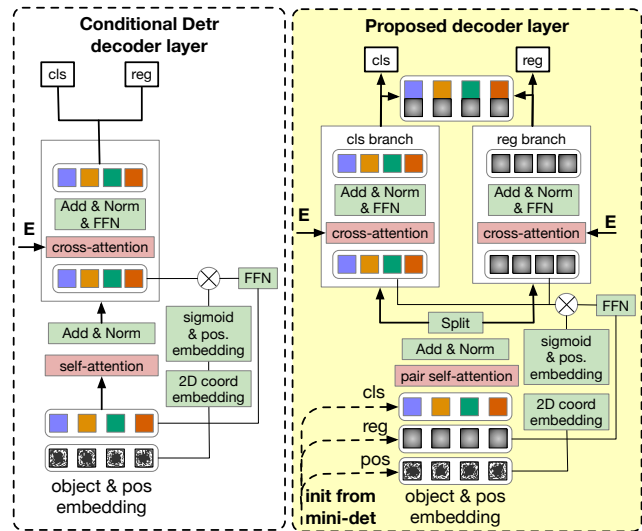 Conditional Detr
decoder layer
cls
reg
Add & Norm
& FFN
E
cross-attention
FFN
Add & Norm
sigmoid
& pos.
embedding
self-attention
2D coord
embedding
object & pos
embedding
Proposed decoder layer
cls
reg
cls branch
reg branch
Add & Norm
& FFN
Add & Norm
& FFN
E
cross-attention
cross-attention
E
FFN
Split
Add & Norm
sigmoid
& pos.
embedding
pair self-attention
cls
2D coord
embedding
reg
pos
init from
mini-det
object & pos
embedding